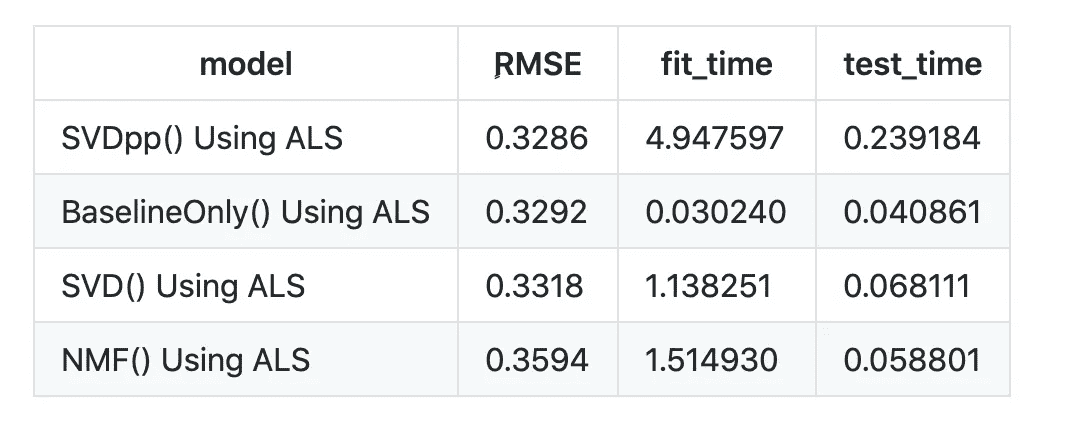 model RMSE fit_time test_time
SVDpp() Using ALS 0.3286 4.947597 0.239184
BaselineOnly() Using ALS 0.3292 0.030240 0.040861
SVD() Using ALS 0.3318 1.138251 0.068111
NMF() Using ALS 0.3594 1.514930 0.058801